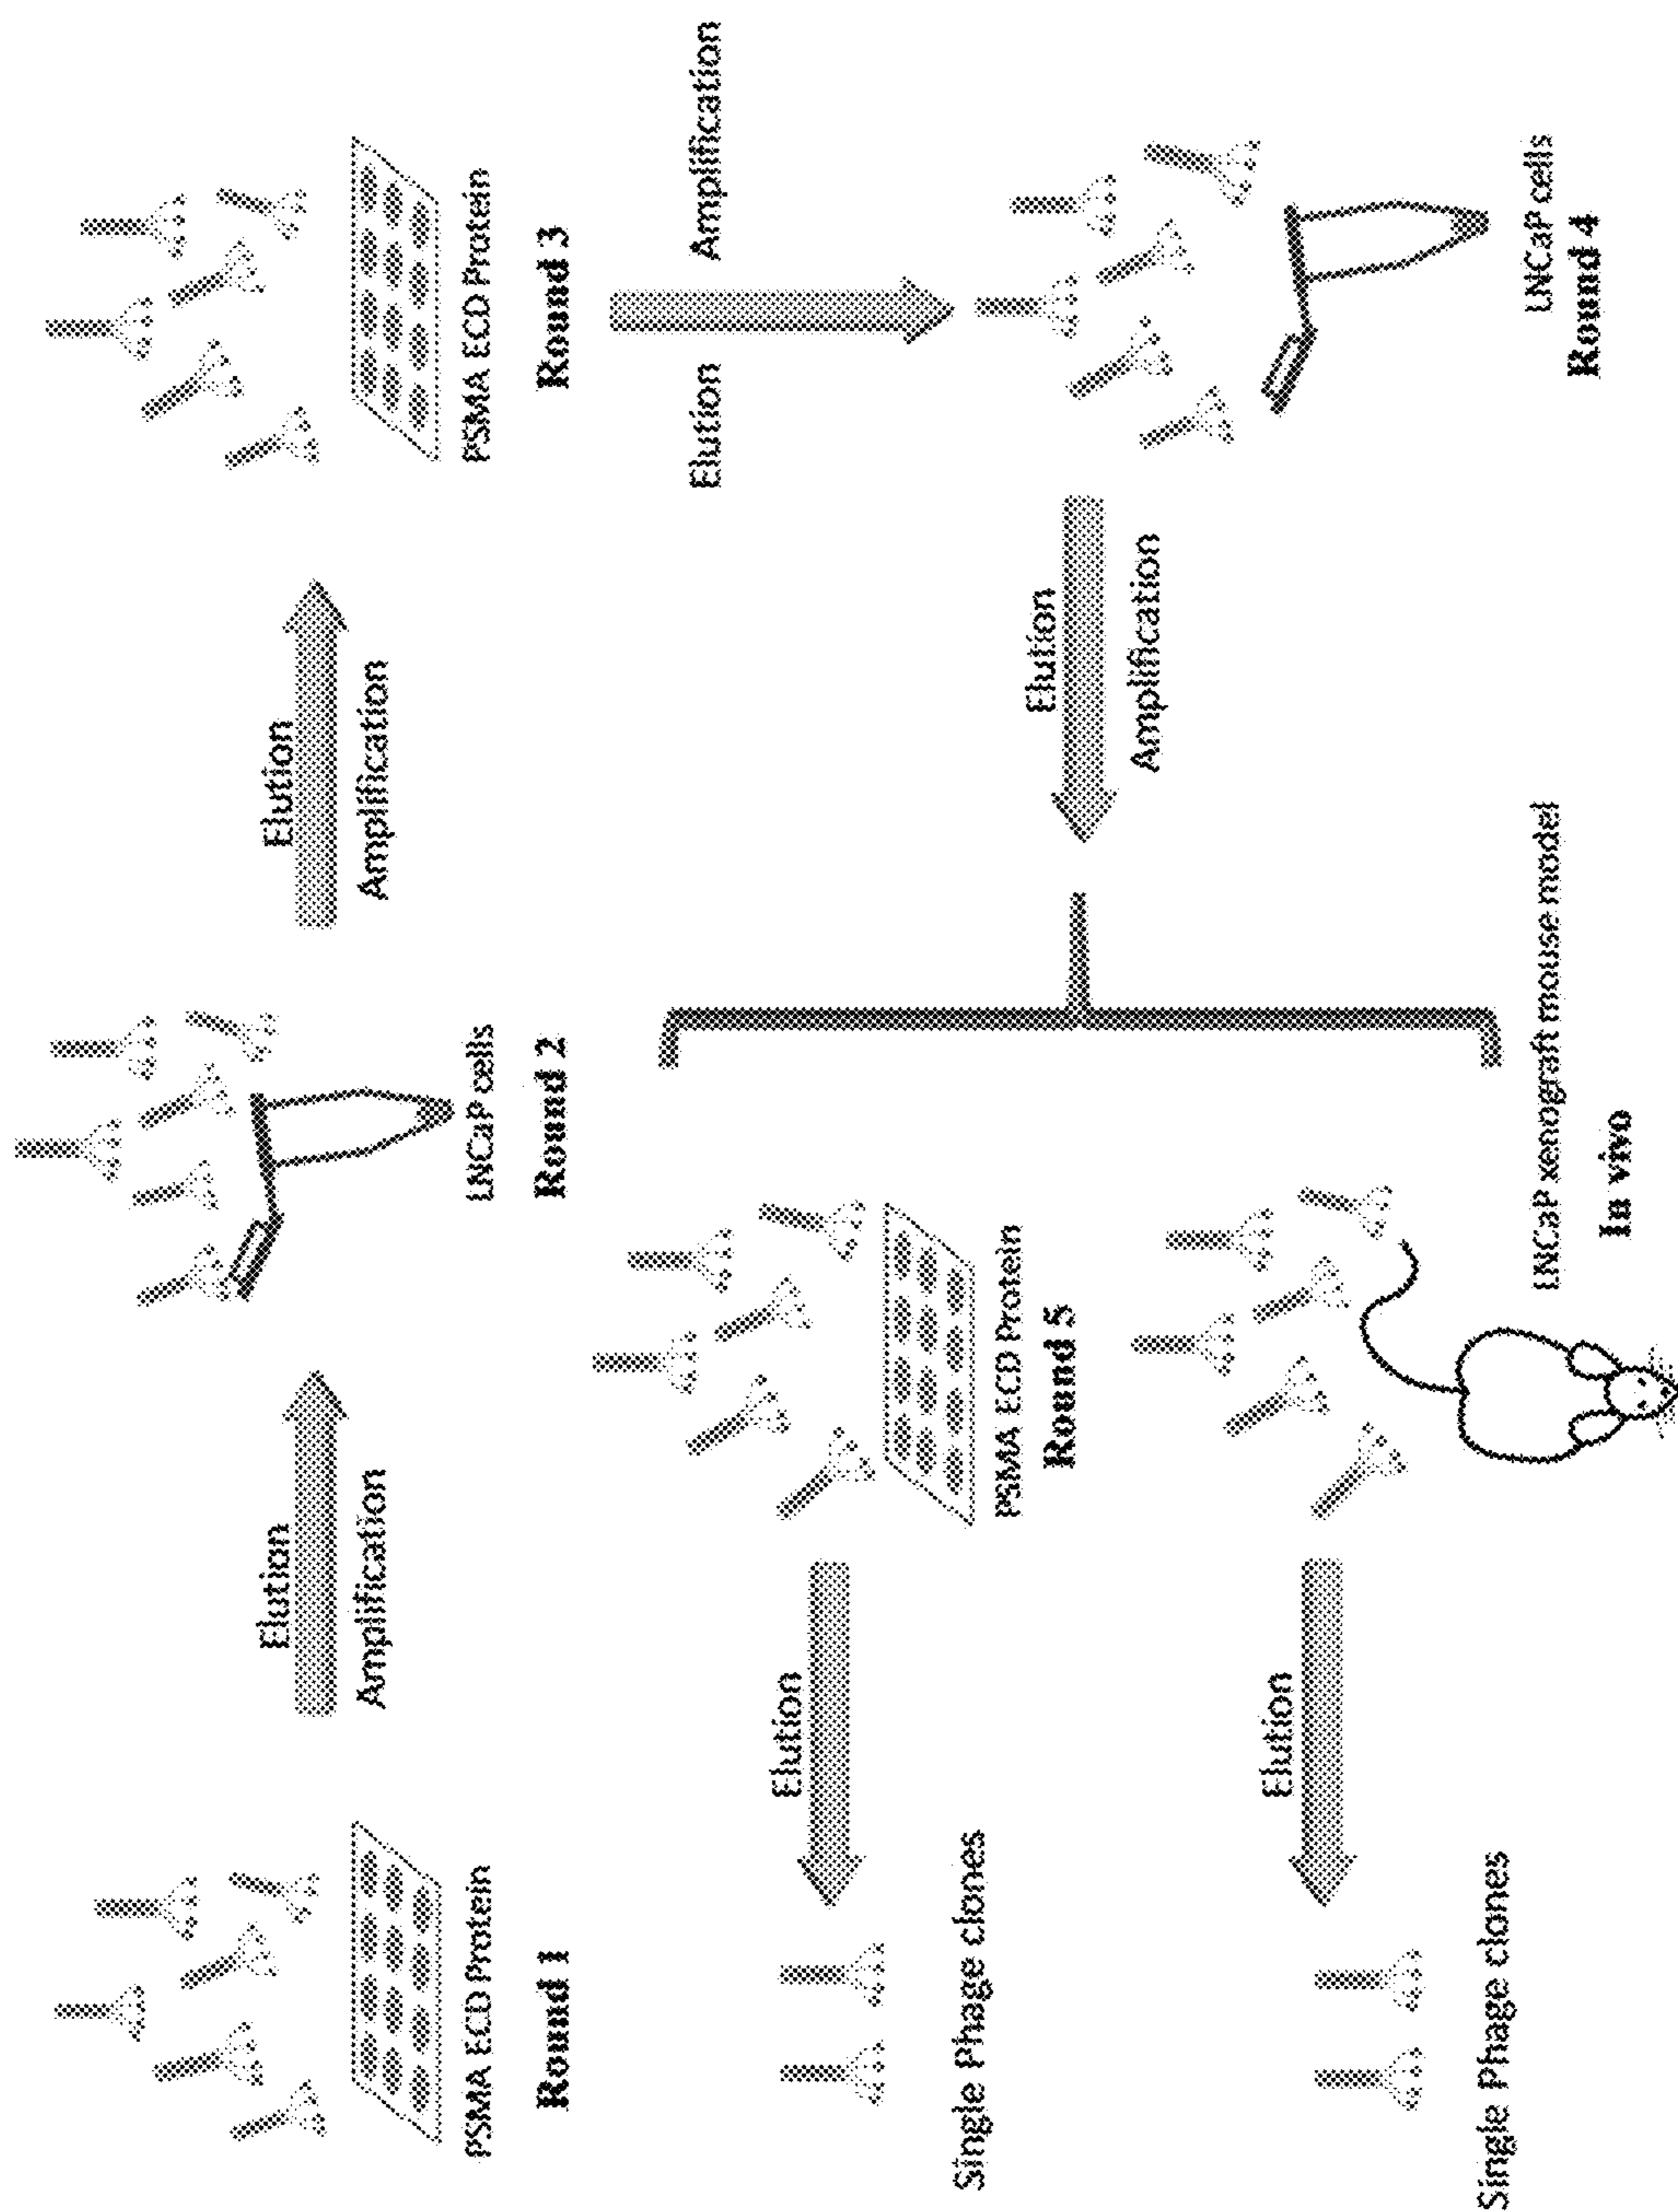 PSMA ECD Protein
Round 1
Elution
Amplification
LNCaP cells
Round 2
Elution
Amplification
PSMA ECD Protein
Round 3
Elution
Amplification
LNCaP cells
Round 4
Elution
Amplification
PSMA ECD Protein
Round 5
Elution
Single Phage clones
LNCaP xenograft mouse model
In vivo
Elution
Single Phage clones